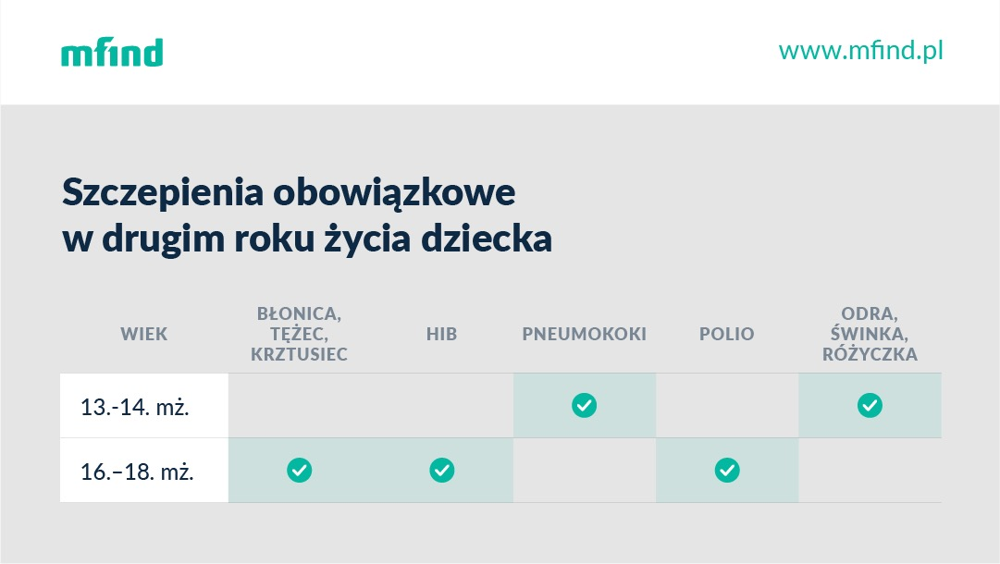 mfind
www.mfind.pl
Szczepienia obowiązkowe
w drugim roku życia dziecka
WIEK
BŁONICA,
TĘŻEC,
KRZTUSIEC
HIB
PNEUMOKOKI
POLIO
ODRA,
ŚWINKA,
RÓŻYCZKA
13.-14. mż.
16.–18. mż.